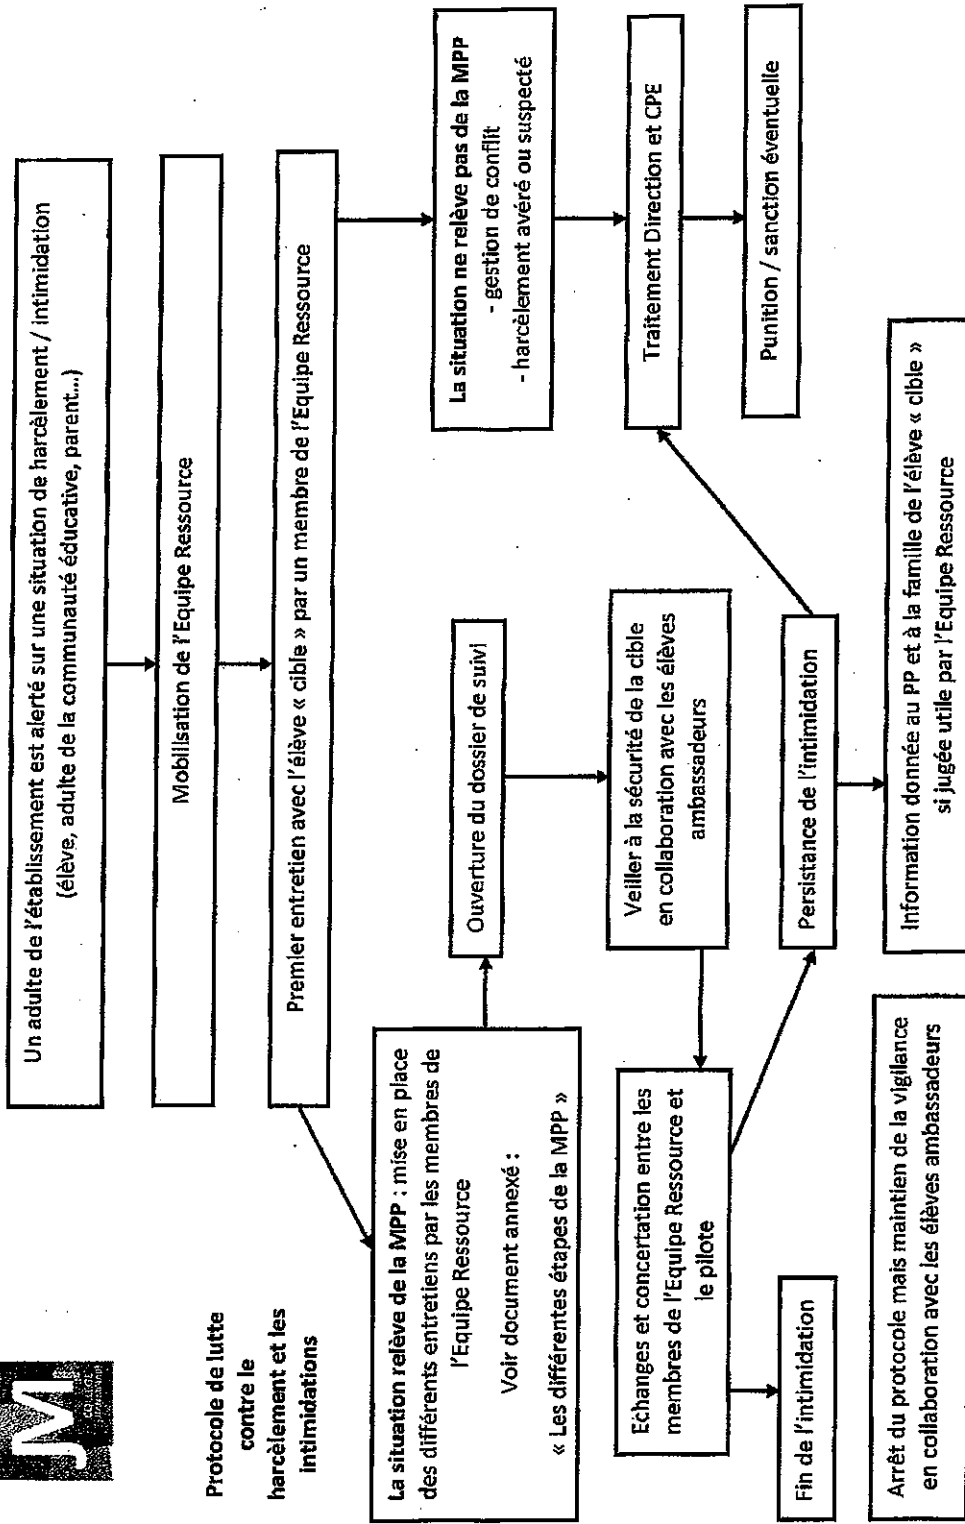 JM
Protocole de lutte
contre le
harcèlement et les
intimidations
Un adulte de l'établissement est alerté sur une situation de harcèlement / intimidation
(élève, adulte de la communauté éducative, parent...)
Mobilisation de l'Equipe Ressource
Premier entretien avec l'élève « cible » par un membre de l'Equipe Ressource
La situation relève de la MPP : mise en place
des différents entretiens par les membres de
l'Equipe Ressource
Voir document annexé :
« Les différentes étapes de la MPP »
Ouverture du dossier de suivi
La situation ne relève pas de la MPP
- gestion de conflit
- harcèlement avéré ou suspecté
Echanges et concertation entre les
membres de l'Equipe Ressource et
le pilote
Veiller à la sécurité de la cible
en collaboration avec les élèves
ambassadeurs
Traitement Direction et CPE
Fin de l'intimidation
Persistance de l'intimidation
Punition / sanction éventuelle
Arrêt du protocole mais maintien de la vigilance
en collaboration avec les élèves ambassadeurs
Information donnée au PP et à la famille de l'élève « cible »
si jugée utile par l'Equipe Ressource